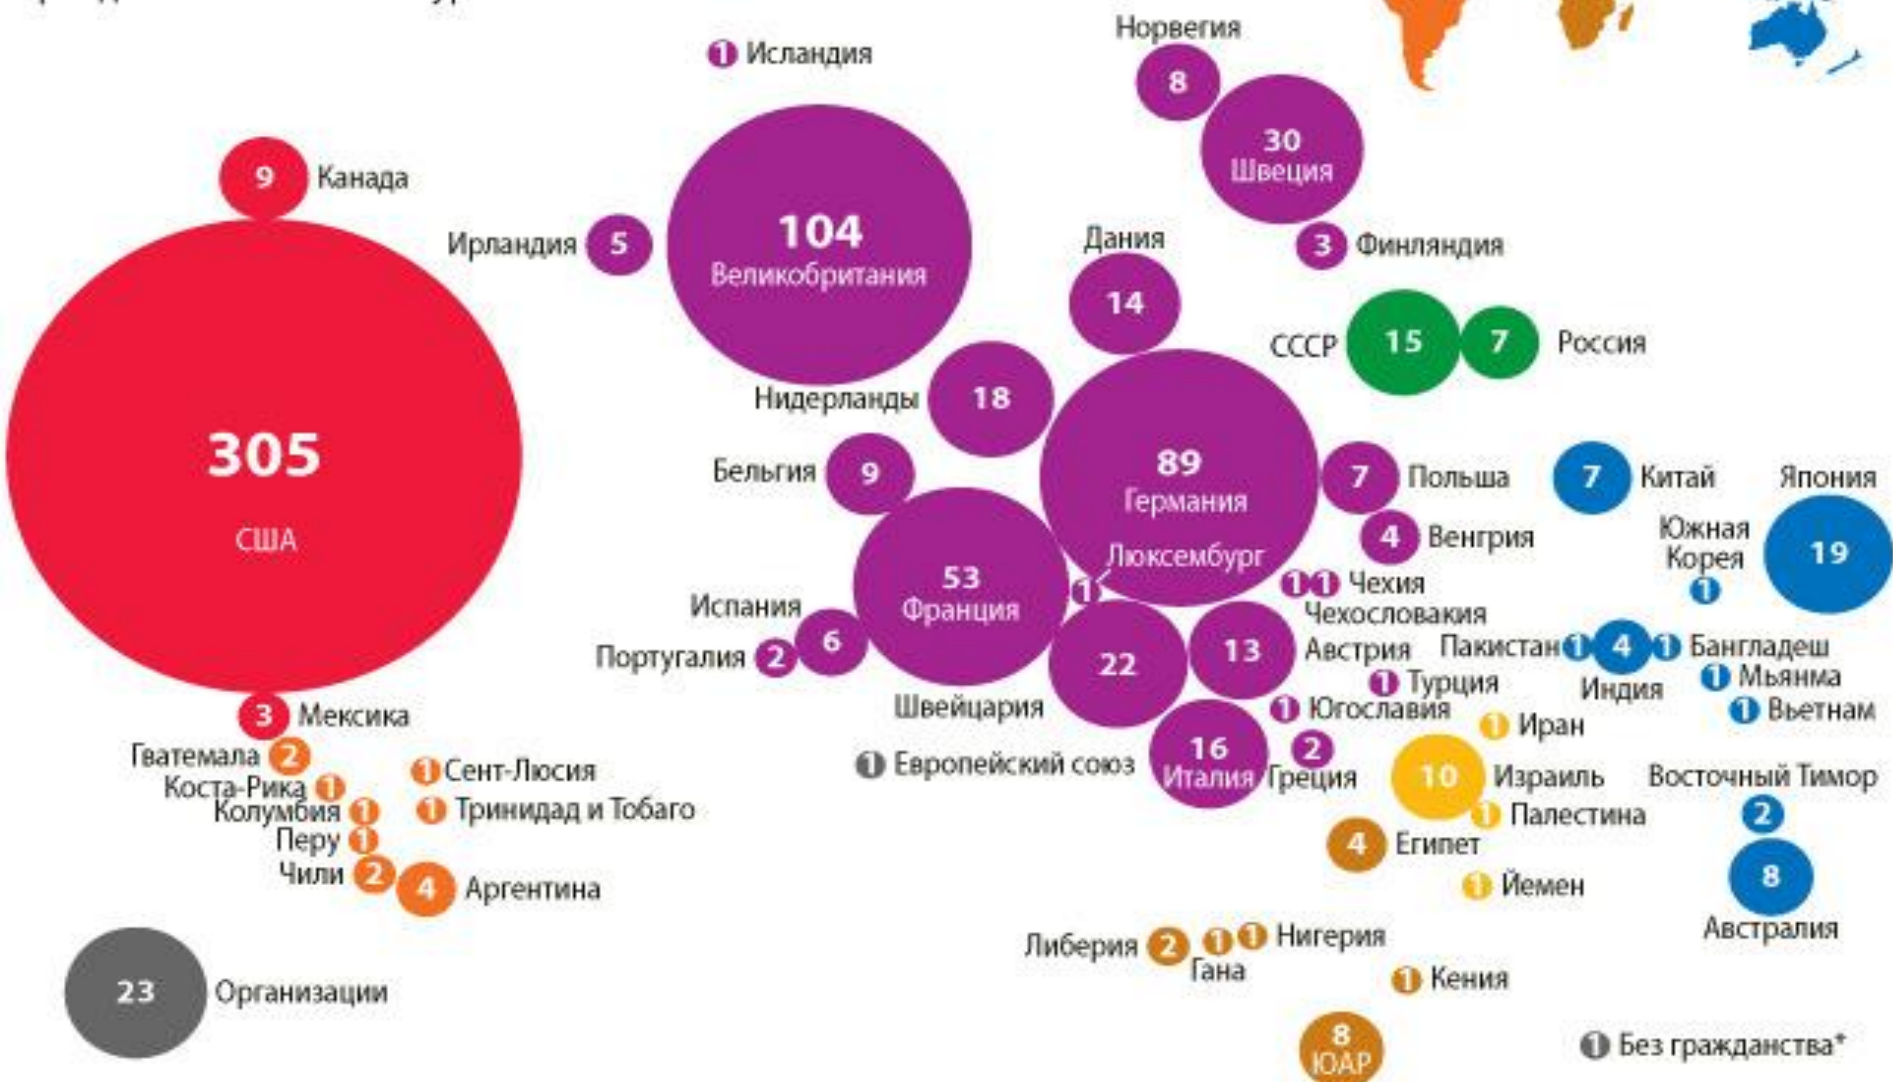 Норвегия
1 Исландия
8
30
Швеция
9 Канада
Ирландия 5
104
Великобритания
Дания
3 Финляндия
14
СССР 15 7 Россия
Нидерланды 18
305
США
Бельгия 9
89
Германия
7 Польша
7 Китай
Япония
19
4 Венгрия
Южная
Корея
1
Люксембург
1
53
Франция
1 1 Чехия
Чехословакия
Испания
6
Португалия 2
22
Швейцария
13 Австрия
Пакистан 1 4 1 Бангладеш
Индия
1 Турция
1 Мьянма
1 Югославия
1 Вьетнам
3 Мексика
1 Иран
Гватемала 2
1 Сент-Люсия
1 Европейский союз
16
Италия
2
Греция
10 Израиль
Восточный Тимор
2
Коста-Рика 1
Колумбия 1
1 Тринидад и Тобаго
1 Палестина
Перу 1
4 Египет
Чили 2
4 Аргентина
1 Йемен
8
Австралия
Либерия 2 1 1 Нигерия
Гана
1 Кения
23 Организации
8
ЮАР
1 Без гражданства*